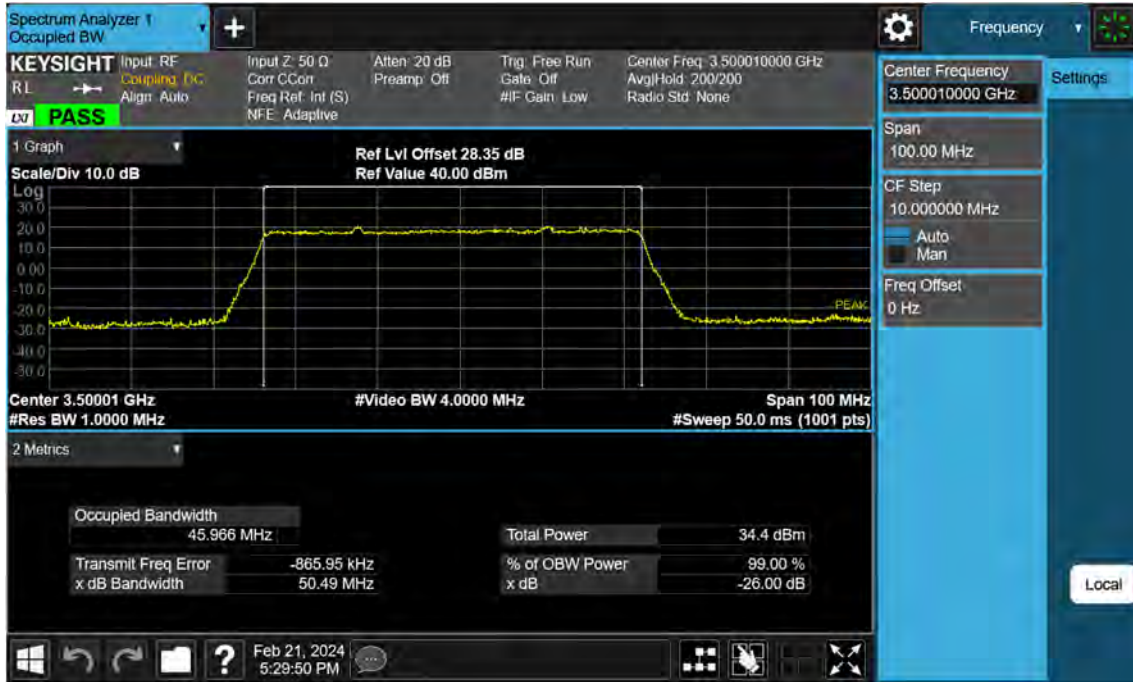 Spectrum Analyzer 1
Occupied BW
+
Frequency
KEYSIGHT
RL
LXI
PASS
Input: RF
Coupling: DC
Align: Auto
Input Z: 50 Ω
Corr CCorr
Freq Ref: Int (S)
NFE: Adaptive
Atten: 20 dB
Preamp: Off
Trig: Free Run
Gate: Off
#IF Gain: Low
Center Freq: 3.500010000 GHz
Avg|Hold: 200/200
Radio Std: None
Center Frequency
3.500010000 GHz
Settings
Span
100.00 MHz
CF Step
10.000000 MHz
Auto
Man
Freq Offset
0 Hz
1 Graph
Scale/Div 10.0 dB
Ref Lvl Offset 28.35 dB
Ref Value 40.00 dBm
Log
30.0
20.0
10.0
0.00
-10.0
-20.0
-30.0
-40.0
-50.0
PEAK
Center 3.50001 GHz
#Video BW 4.0000 MHz
Span 100 MHz
#Res BW 1.0000 MHz
#Sweep 50.0 ms (1001 pts)
2 Metrics
Occupied Bandwidth
45.966 MHz
Total Power 34.4 dBm
Transmit Freq Error -865.95 kHz
% of OBW Power 99.00 %
x dB Bandwidth 50.49 MHz
x dB -26.00 dB
Local
?
Feb 21, 2024
5:29:50 PM